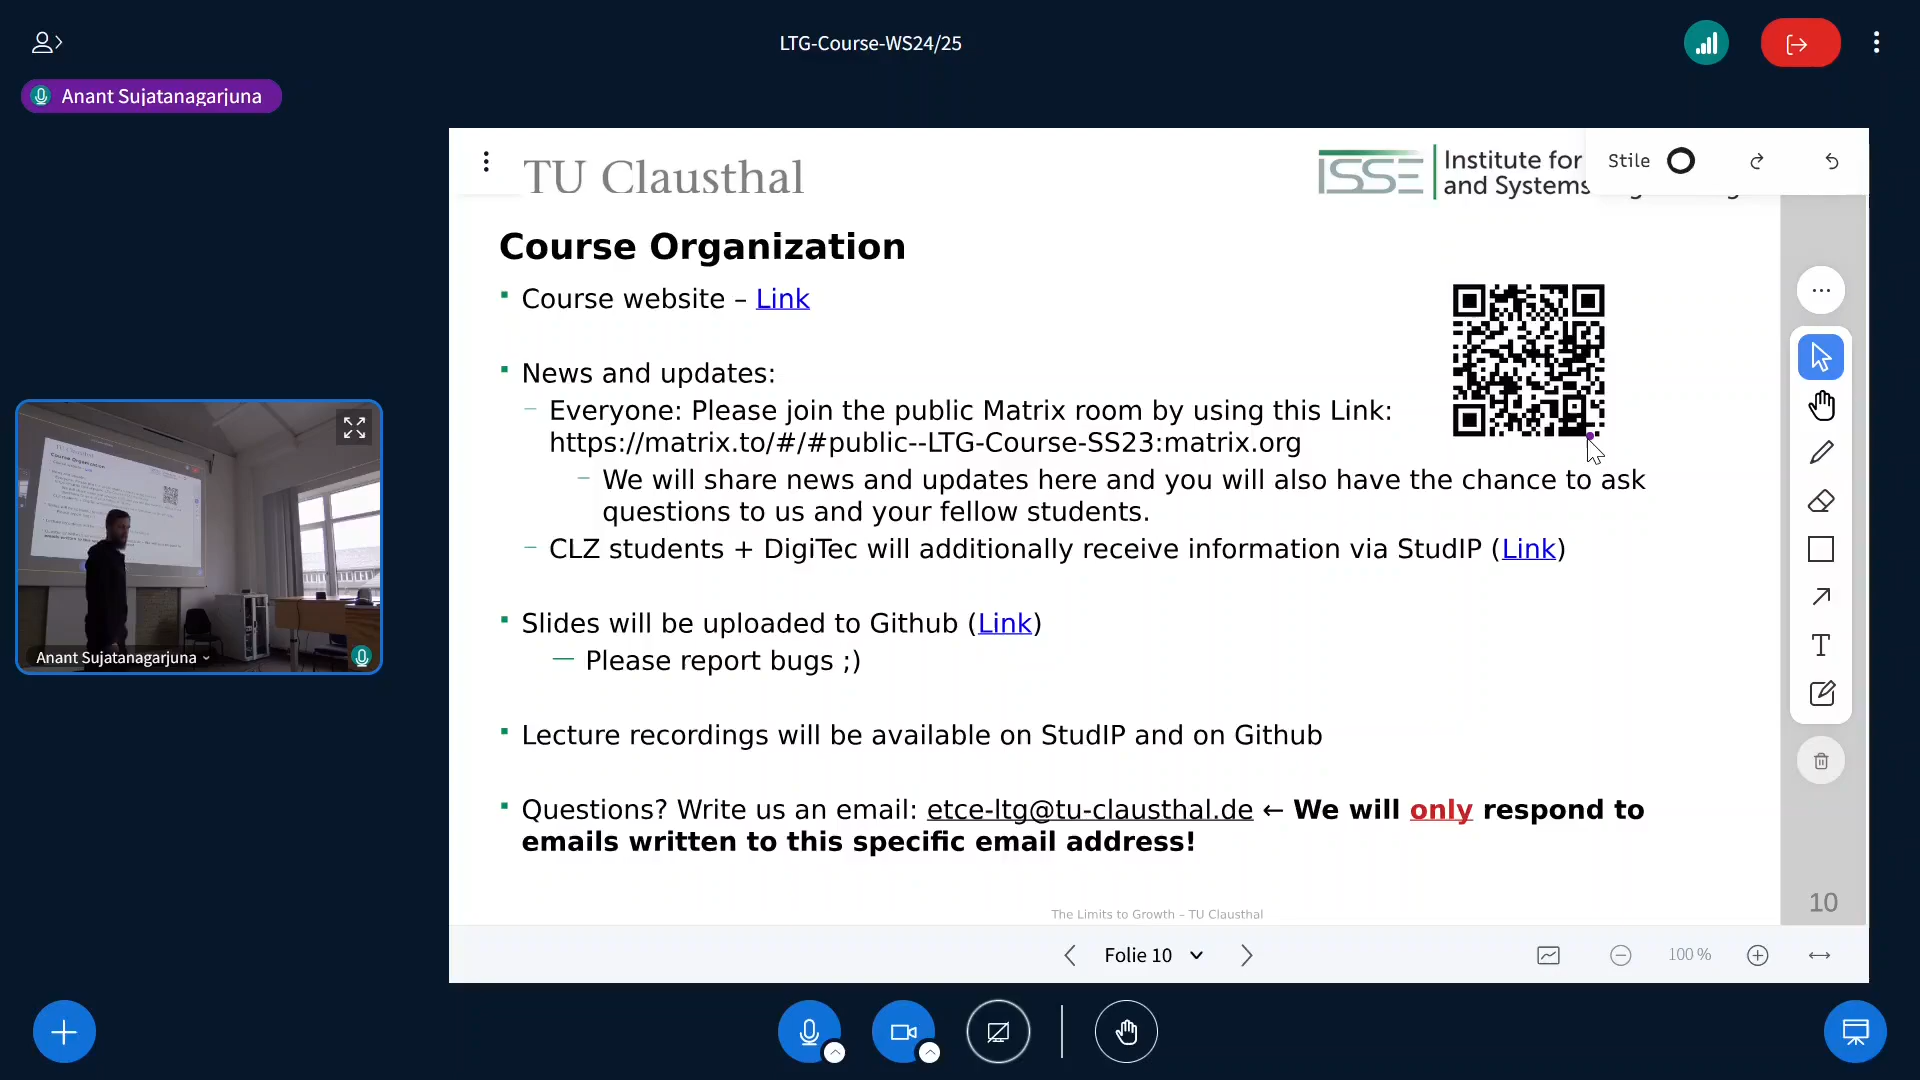 LTG-Course-WS24/25
Anant Sujatanagarjuna
TU Clausthal
ISSE
Institute for
and Systems
Stile
Course Organization
Course website – Link
News and updates:
Everyone: Please join the public Matrix room by using this Link:
https://matrix.to/#/#public--LTG-Course-SS23:matrix.org
We will share news and updates here and you will also have the chance to ask
questions to us and your fellow students.
CLZ students + DigiTec will additionally receive information via StudIP (Link)
Slides will be uploaded to Github (Link)
Please report bugs ;)
Lecture recordings will be available on StudIP and on Github
Questions? Write us an email: etce-ltg@tu-clausthal.de ← We will only respond to
emails written to this specific email address!
The Limits to Growth – TU Clausthal
10
Anant Sujatanagarjuna
Folie 10
100 %